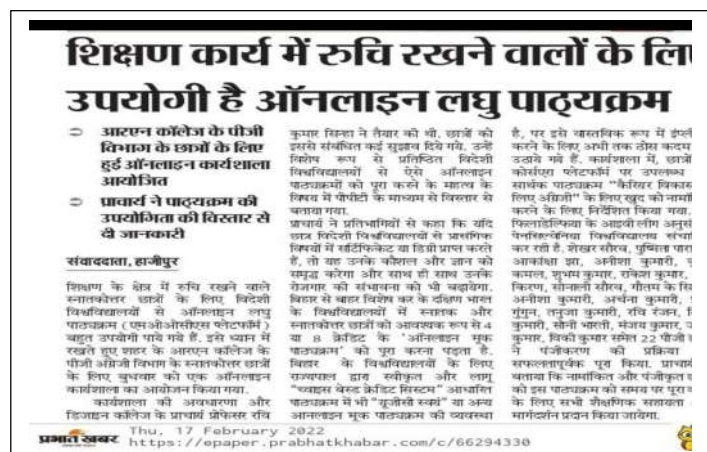 शिक्षण कार्य में रुचि रखने वालों के लि
उपयोगी है ऑनलाइन लघु पाठ्यक्रम
आरएन कॉलेज के पीजी
विभाग के छात्रों के लिए
हुई ऑनलाइन कार्यशाला
आयोजित
प्राचार्य ने पाठ्यक्रम की
उपयोगिता की विस्तार से
दी जानकारी
संवाददाता, हाजीपुर
शिक्षण के क्षेत्र में रुचि रखने वाले
स्नातकोत्तर छात्रों के लिए विदेशी
विश्वविद्यालयों से ऑनलाइन लघु
पाठ्यक्रम (एमओओसीएस प्लेटफॉर्म)
बहुत उपयोगी पाये गये हैं. इसे ध्यान में
रखते हुए शहर के आरएन कॉलेज के
पीजी अंग्रेजी विभाग के स्नातकोत्तर छात्रों
के लिए बुधवार को एक ऑनलाइन
कार्यशाला का आयोजन किया गया.
कार्यशाला की अवधारणा और
डिजाइन कॉलेज के प्राचार्य प्रोफेसर रवि
कुमार सिन्हा ने तैयार की थी. छात्रों को
इससे संबंधित कई सुझाव दिये गये. उन्हें
विशेष रूप से प्रतिष्ठित विदेशी
विश्वविद्यालयों से ऐसे ऑनलाइन
पाठ्यक्रमों को पूरा करने के महत्व के
विषय में पीपीटी के माध्यम से विस्तार से
बताया गया.
प्राचार्य ने प्रतिभागियों से कहा कि यदि
छात्र विदेशी विश्वविद्यालयों से प्रासंगिक
विषयों में सर्टिफिकेट या डिग्री प्राप्त करते
हैं, तो यह उनके कौशल और ज्ञान को
समृद्ध करेगा और साथ ही साथ उनके
रोजगार की संभावना को भी बढ़ायेगा.
बिहार से बाहर विशेष कर के दक्षिण भारत
के विश्वविद्यालयों में स्नातक और
स्नातकोत्तर छात्रों को आवश्यक रूप से 4
या 8 क्रेडिट के 'ऑनलाइन मूक
पाठ्यक्रम' को पूरा करना पड़ता है.
बिहार के विश्वविद्यालयों के लिए
राज्यपाल द्वारा स्वीकृत और लागू
"च्वाइस बेस्ड क्रेडिट सिस्टम" आधारित
पाठ्यक्रम में भी "यूजीसी स्वयं" या अन्य
आनलाइन मूक पाठ्यक्रम की व्यवस्था
है, पर इसे वास्तविक रूप में इंप्ली
करने के लिए अभी तक ठोस कदम
उठाये गये हैं. कार्यशाला में, छात्रों
कोर्सएरा प्लेटफॉर्म पर उपलब्ध
सार्थक पाठ्यक्रम "कैरियर विकास
लिए अंग्रेजी" के लिए खुद को नामां
करने के लिए निर्देशित किया गया.
फिलाडेल्फिया के आइवी लीग अनुसं
पेनसिल्वेनिया विश्वविद्यालय संचा
कर रही है. शेखर सौरव, पुष्मिता पारा
आकांक्षा झा, अनीशा कुमारी,
कमल, शुभम कुमार, राकेश कुमार,
किरण, सोनाली सौरव, गौतम के सि
अनीशा कुमारी, अर्चना कुमारी,
गुंगुन, तनुजा कुमारी, रवि रंजन,
कुमारी, सोनी भारती, मंजय कुमार,
कुमार, विकी कुमार समेत 22 पीजी
ने पंजीकरण की प्रक्रिया
सफलतापूर्वक पूरा किया. प्राचा
बताया कि नामांकित और पंजीकृत
को इस पाठ्यक्रम को समय पर पूरा
के लिए सभी शैक्षणिक सहायता
मार्गदर्शन प्रदान किया जायेगा.
प्रभात खबर
Thu, 17 February 2022
https://epaper.prabhatkhabar.com/c/66294330